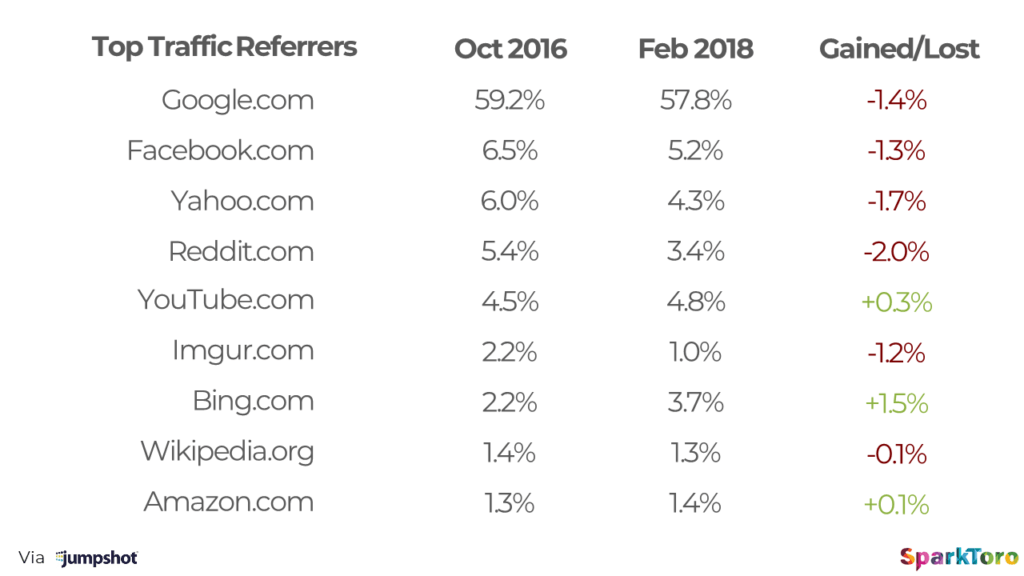 Top Traffic Referrers Oct 2016 Feb 2018 Gained/Lost
Google.com 59.2% 57.8% -1.4%
Facebook.com 6.5% 5.2% -1.3%
Yahoo.com 6.0% 4.3% -1.7%
Reddit.com 5.4% 3.4% -2.0%
YouTube.com 4.5% 4.8% +0.3%
Imgur.com 2.2% 1.0% -1.2%
Bing.com 2.2% 3.7% +1.5%
Wikipedia.org 1.4% 1.3% -0.1%
Amazon.com 1.3% 1.4% +0.1%
Via jumpshot SparkToro